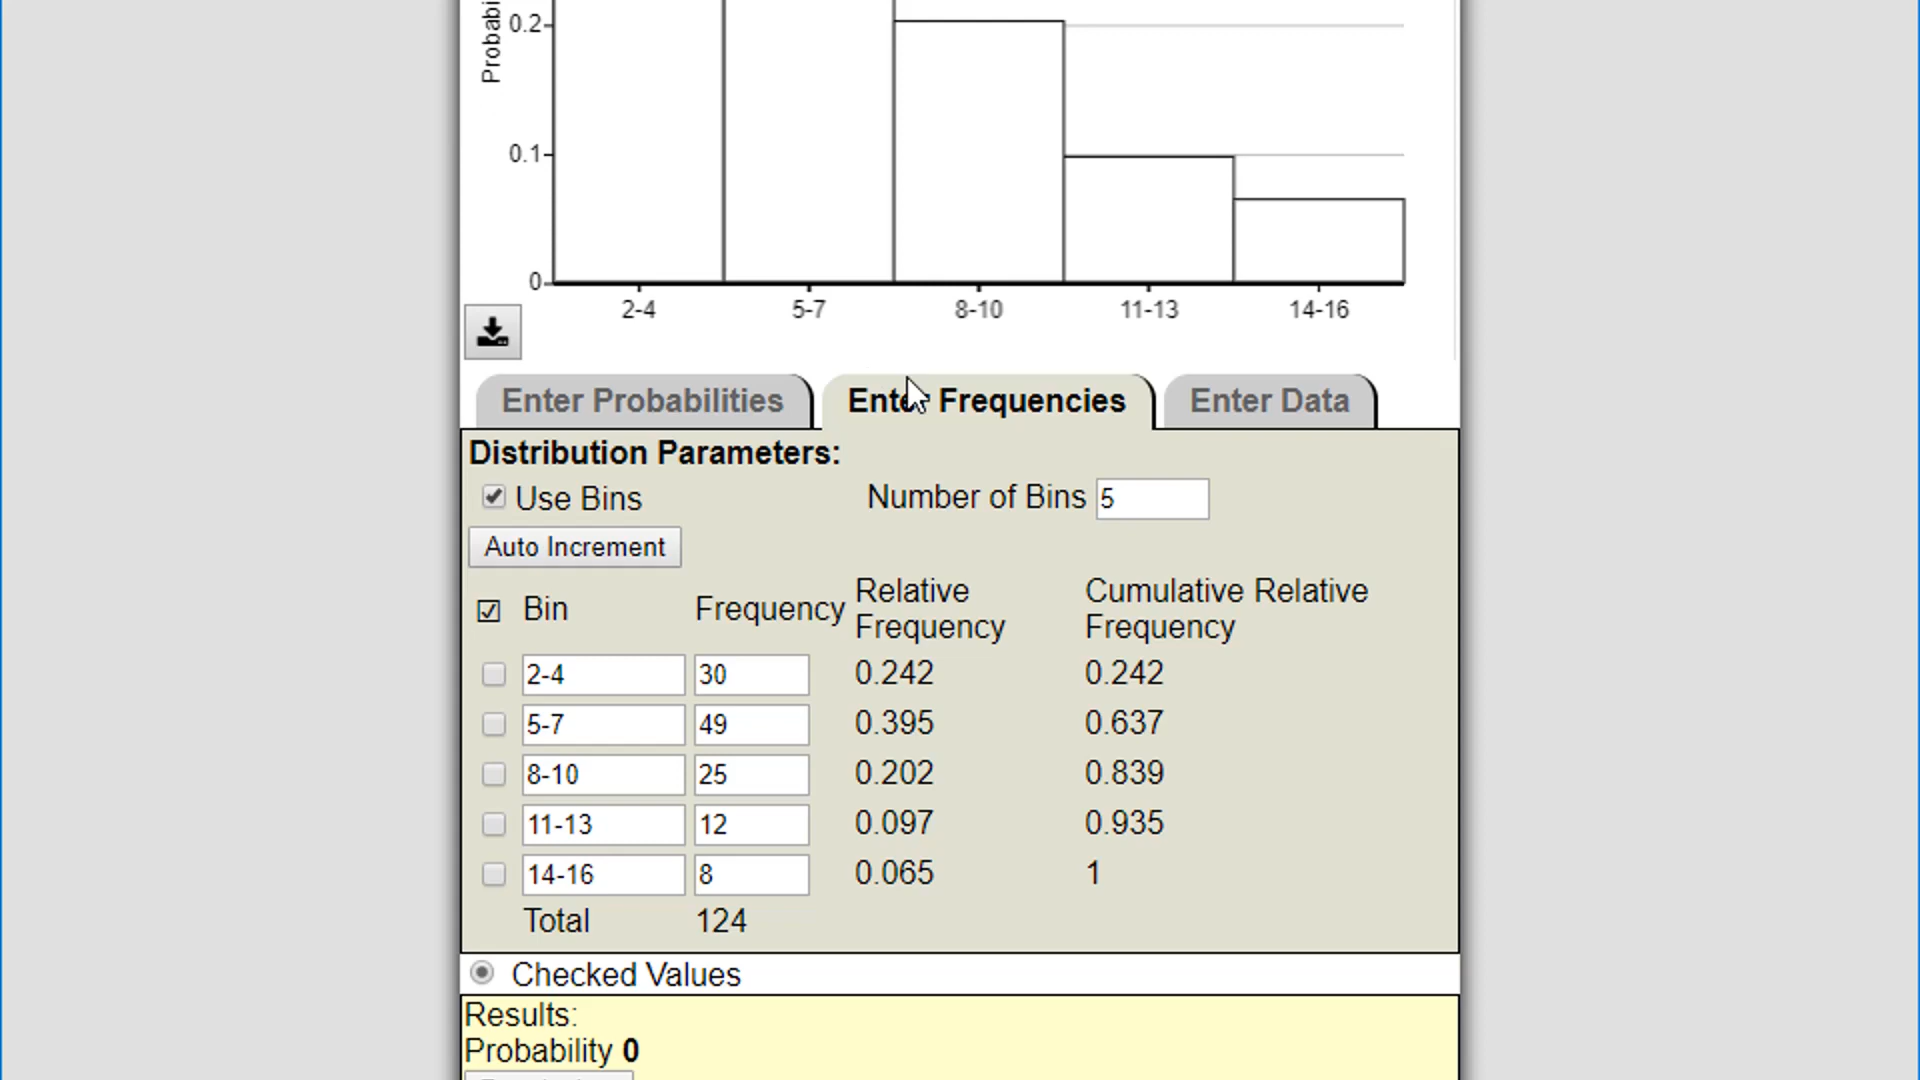 Probabi
0.2
0.1
0
2-4 5-7 8-10 11-13 14-16
Enter Probabilities Enter Frequencies Enter Data
Distribution Parameters:
Use Bins Number of Bins 5
Auto Increment
Bin Frequency Relative Frequency Cumulative Relative Frequency
2-4 30 0.242 0.242
5-7 49 0.395 0.637
8-10 25 0.202 0.839
11-13 12 0.097 0.935
14-16 8 0.065 1
Total 124
Checked Values
Results:
Probability 0